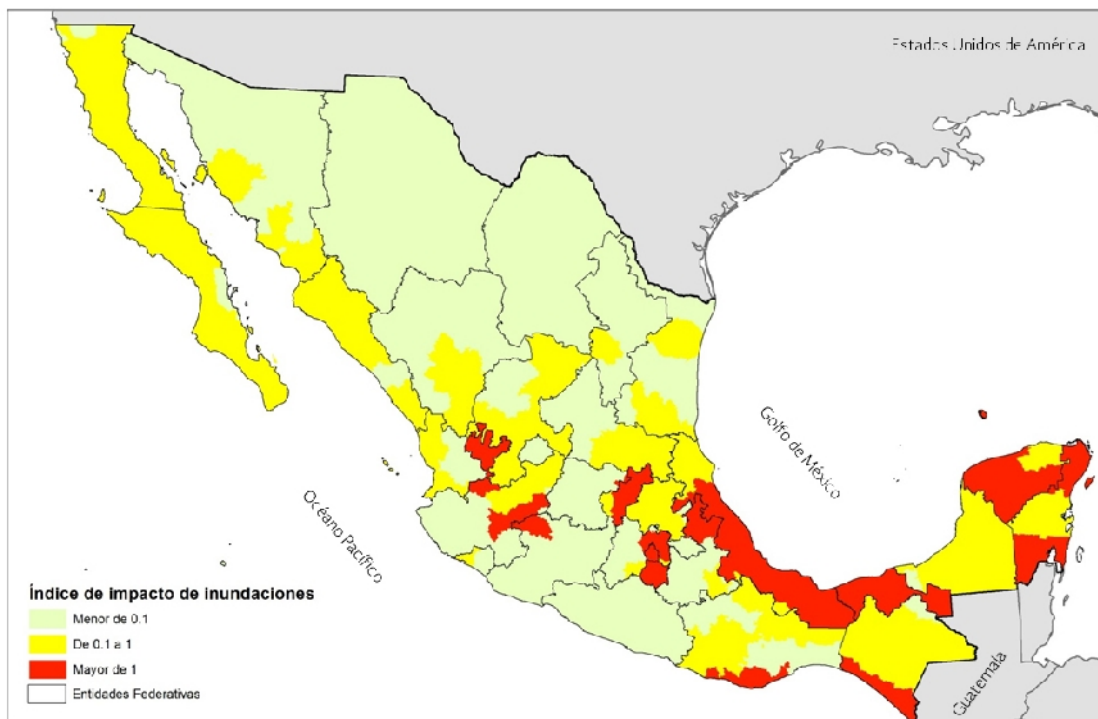 Estados Unidos de América
Golfo de México
Océano Pacífico
Guatemala
Índice de impacto de inundaciones
Menor de 0.1
De 0.1 a 1
Mayor de 1
Entidades Federativas